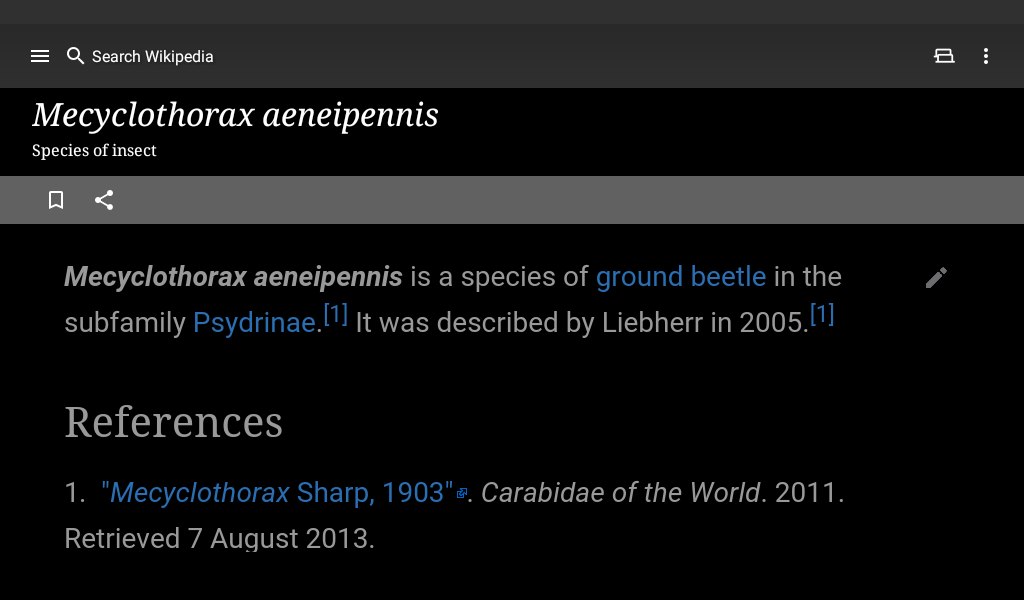 Search Wikipedia
Mecyclothorax aeneipennis
Species of insect
Mecyclothorax aeneipennis is a species of ground beetle in the
subfamily Psydrinae.[1] It was described by Liebherr in 2005.[1]
References
1. "Mecyclothorax Sharp, 1903". Carabidae of the World. 2011.
Retrieved 7 August 2013.